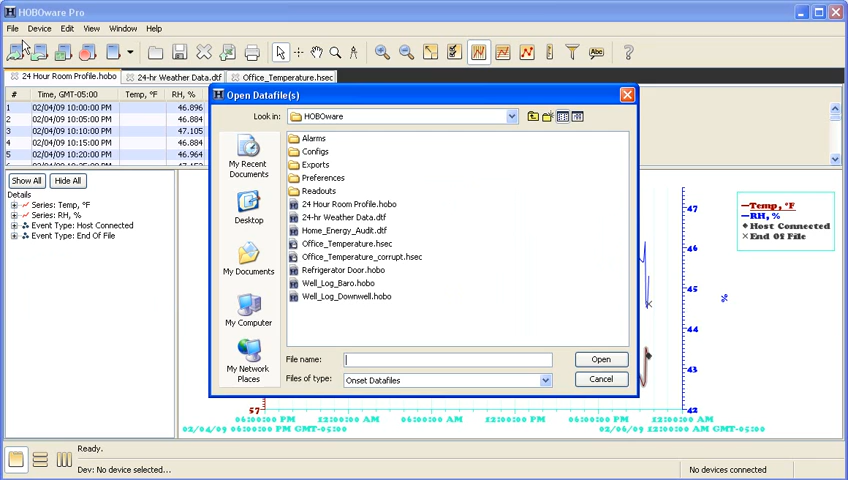 HOBOware Pro
File Device Edit View Window Help
24 Hour Room Profile.hobo 24-hr Weather Data.dtf Office_Temperature.hsec
# Time, GMT-05:00 Temp, °F RH, %
1 02/04/09 10:00:00 PM 46.896
2 02/04/09 10:05:00 PM 46.884
3 02/04/09 10:10:00 PM 47.105
4 02/04/09 10:15:00 PM 46.884
5 02/04/09 10:20:00 PM 46.964
Show All Hide All
Details
Series: Temp, °F
Series: RH, %
Event Type: Host Connected
Event Type: End Of File
Open Datafile(s)
Look in: HOBOware
My Recent
Documents
Desktop
My Documents
My Computer
My Network
Places
Alarms
Configs
Exports
Preferences
Readouts
24 Hour Room Profile.hobo
24-hr Weather Data.dtf
Home_Energy_Audit.dtf
Office_Temperature.hsec
Office_Temperature_corrupt.hsec
Refrigerator Door.hobo
Well_Log_Baro.hobo
Well_Log_Downwell.hobo
File name: Open
Files of type: Onset Datafiles Cancel
Temp, °F
RH, %
Host Connected
End Of File
47
46
45
44
43
42
%
57
06:00:00 PM 12:00:00 AM 06:00:00 AM 12:00:00 PM 06:00:00 PM 12:00:00 AM
02/04/09 GMT-05:00 02/06/09 12:00:00 AM GMT-05:00
Ready.
Dev: No device selected...
No devices connected